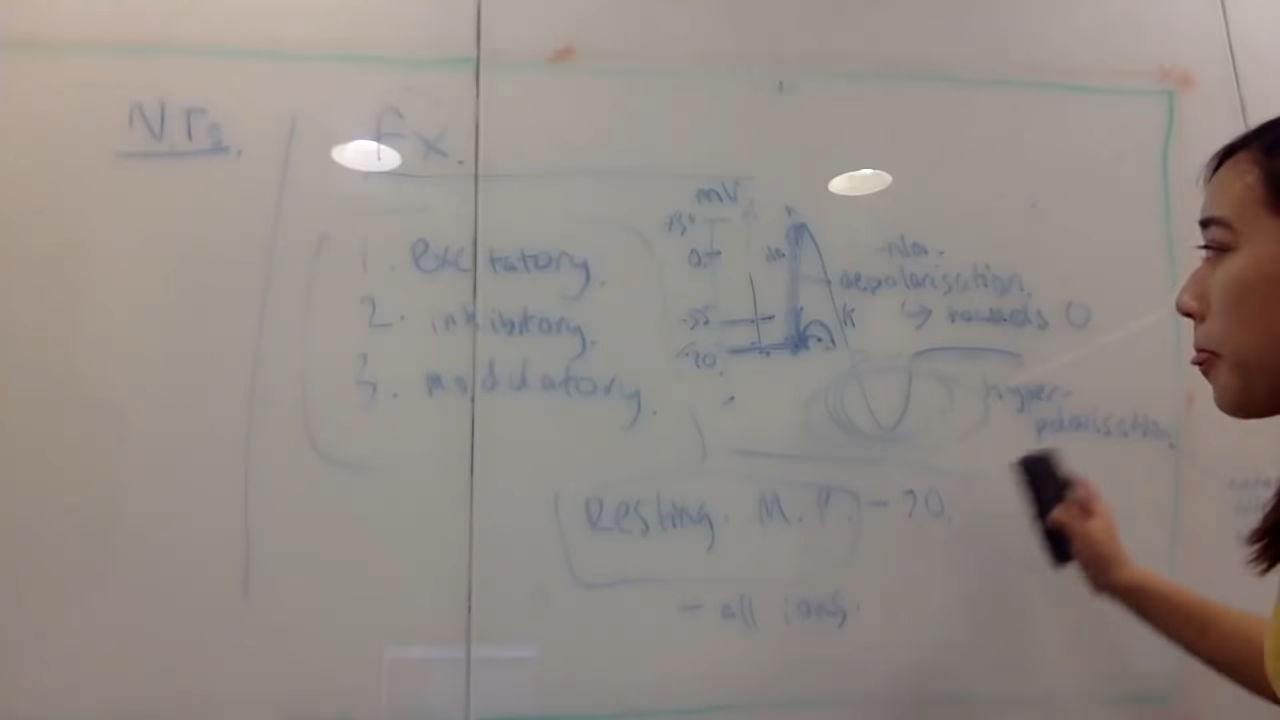 N.T.s.
fx.
1. excitatory.
2. inhibitory.
3. modulatory.
mV
0
-55
-70
Na
depolarisation.
↳ towards 0
K
hyper-
polarisation.
Resting. M.P. -70.
- all ions.